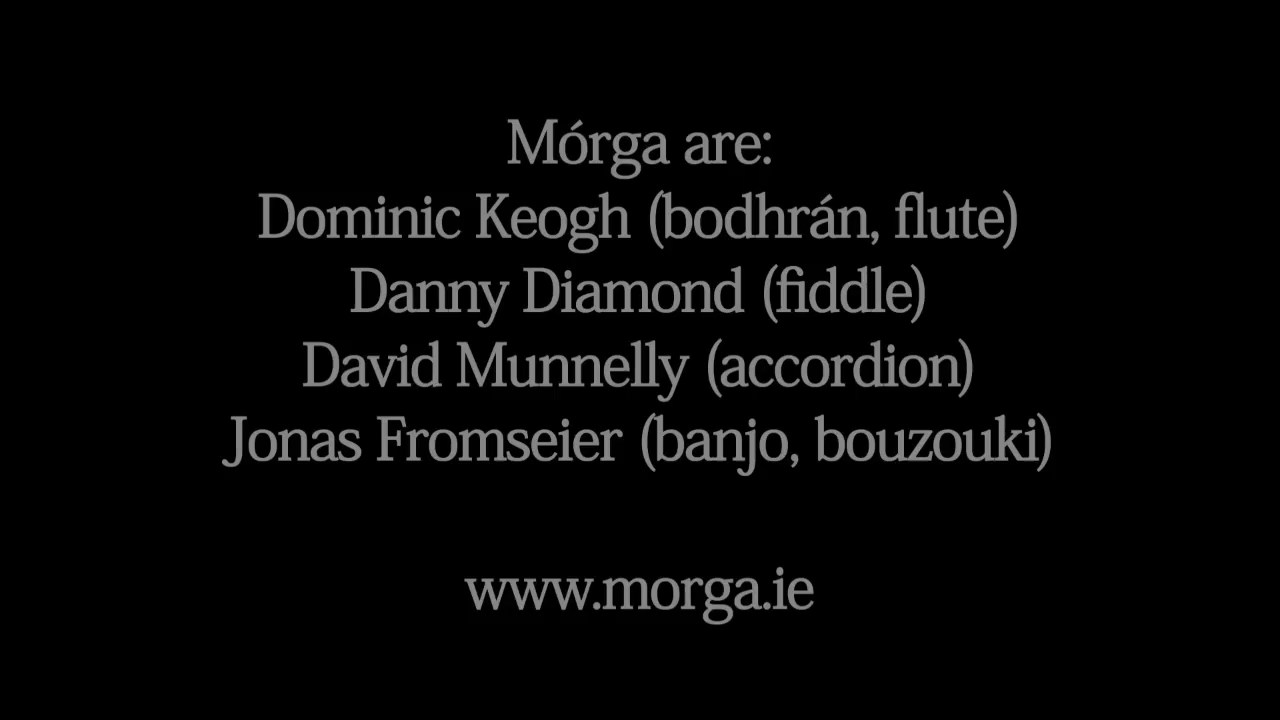 Mórga are:
Dominic Keogh (bodhrán, flute)
Danny Diamond (fiddle)
David Munnelly (accordion)
Jonas Fromseier (banjo, bouzouki)
www.morga.ie